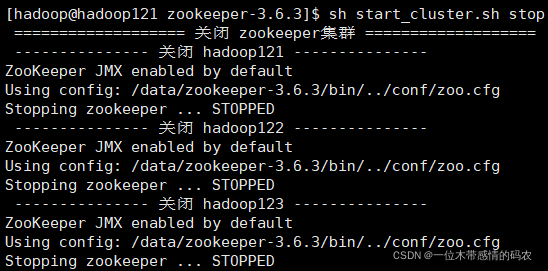 [hadoop@hadoop121 zookeeper-3.6.3]$ sh start_cluster.sh stop
=================== 关闭 zookeeper集群 ===================
--------------- 关闭 hadoop121 ---------------
ZooKeeper JMX enabled by default
Using config: /data/zookeeper-3.6.3/bin/../conf/zoo.cfg
Stopping zookeeper ... STOPPED
--------------- 关闭 hadoop122 ---------------
ZooKeeper JMX enabled by default
Using config: /data/zookeeper-3.6.3/bin/../conf/zoo.cfg
Stopping zookeeper ... STOPPED
--------------- 关闭 hadoop123 ---------------
ZooKeeper JMX enabled by default
Using config: /data/zookeeper-3.6.3/bin/../conf/zoo.cfg
Stopping zookeeper ... STOPPED
CSDN @一位木带感情的码农